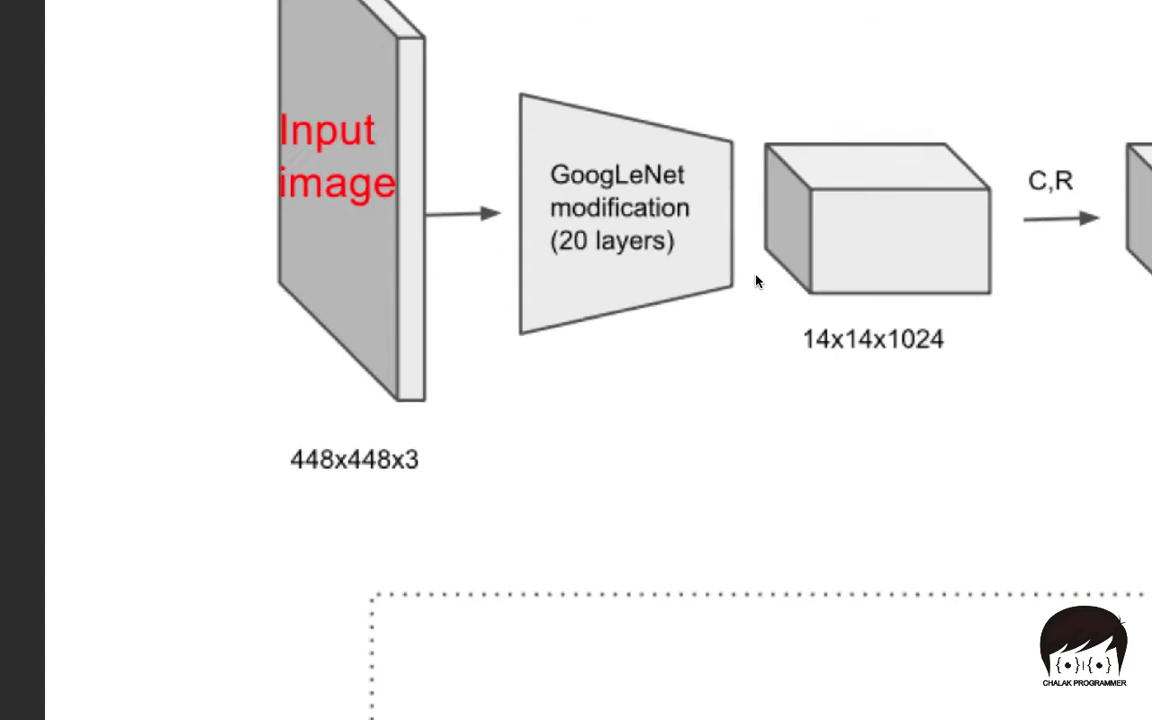 Input
image
GoogLeNet
modification
(20 layers)
C,R
14x14x1024
448x448x3
{•}|{•}
CHALAK PROGRAMMER